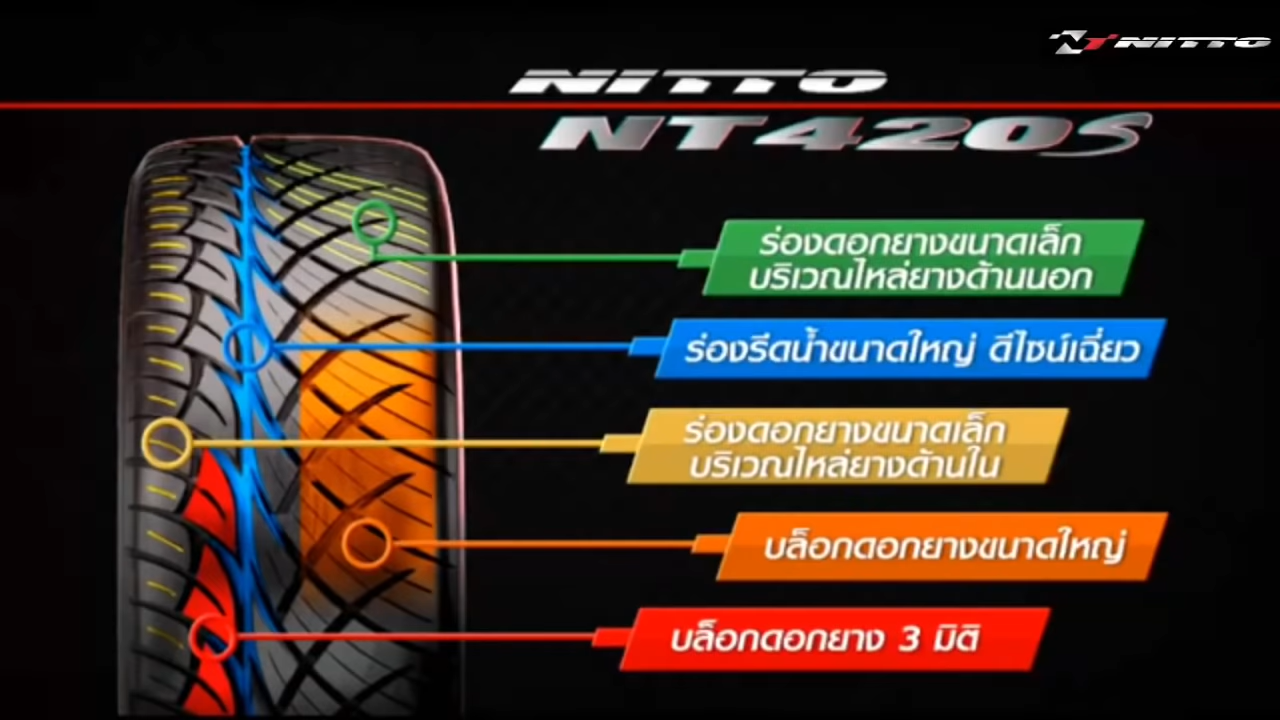 NITTO
NITTO
NT420S
ร่องดอกยางขนาดเล็ก
บริเวณไหล่ยางด้านนอก
ร่องรีดน้ำขนาดใหญ่ ดีไซน์เฉี่ยว
ร่องดอกยางขนาดเล็ก
บริเวณไหล่ยางด้านใน
บล็อกดอกยางขนาดใหญ่
บล็อกดอกยาง 3 มิติ